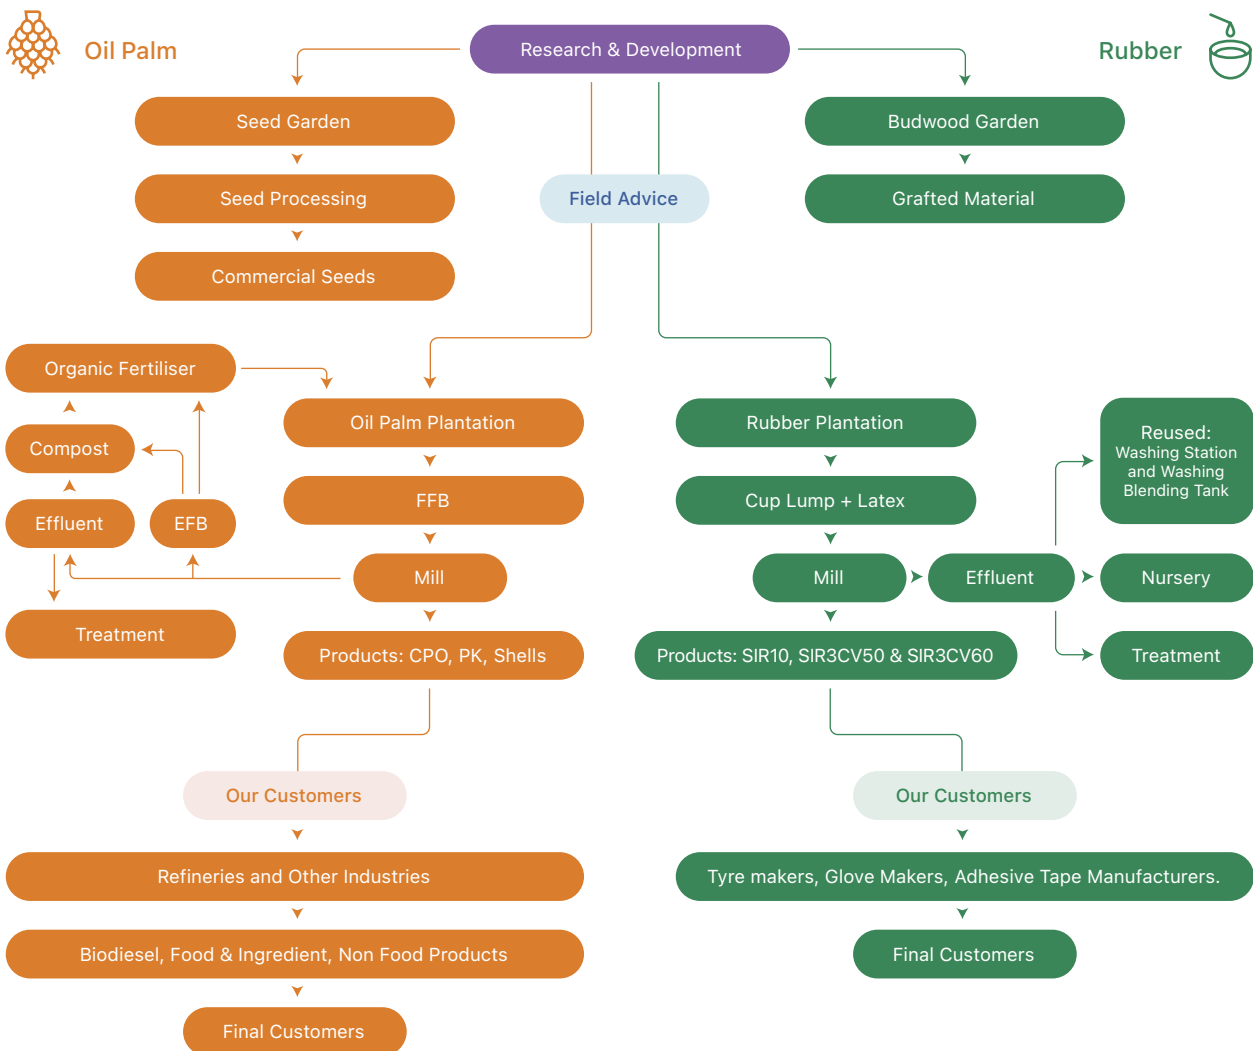 Oil Palm
Research & Development
Rubber
Seed Garden
Budwood Garden
Seed Processing
Field Advice
Grafted Material
Commercial Seeds
Organic Fertiliser
Oil Palm Plantation
Rubber Plantation
Reused:
Washing Station
and Washing
Blending Tank
Compost
FFB
Cup Lump + Latex
Effluent
EFB
Mill
Mill
Effluent
Nursery
Treatment
Products: CPO, PK, Shells
Products: SIR10, SIR3CV50 & SIR3CV60
Treatment
Our Customers
Our Customers
Refineries and Other Industries
Tyre makers, Glove Makers, Adhesive Tape Manufacturers.
Biodiesel, Food & Ingredient, Non Food Products
Final Customers
Final Customers